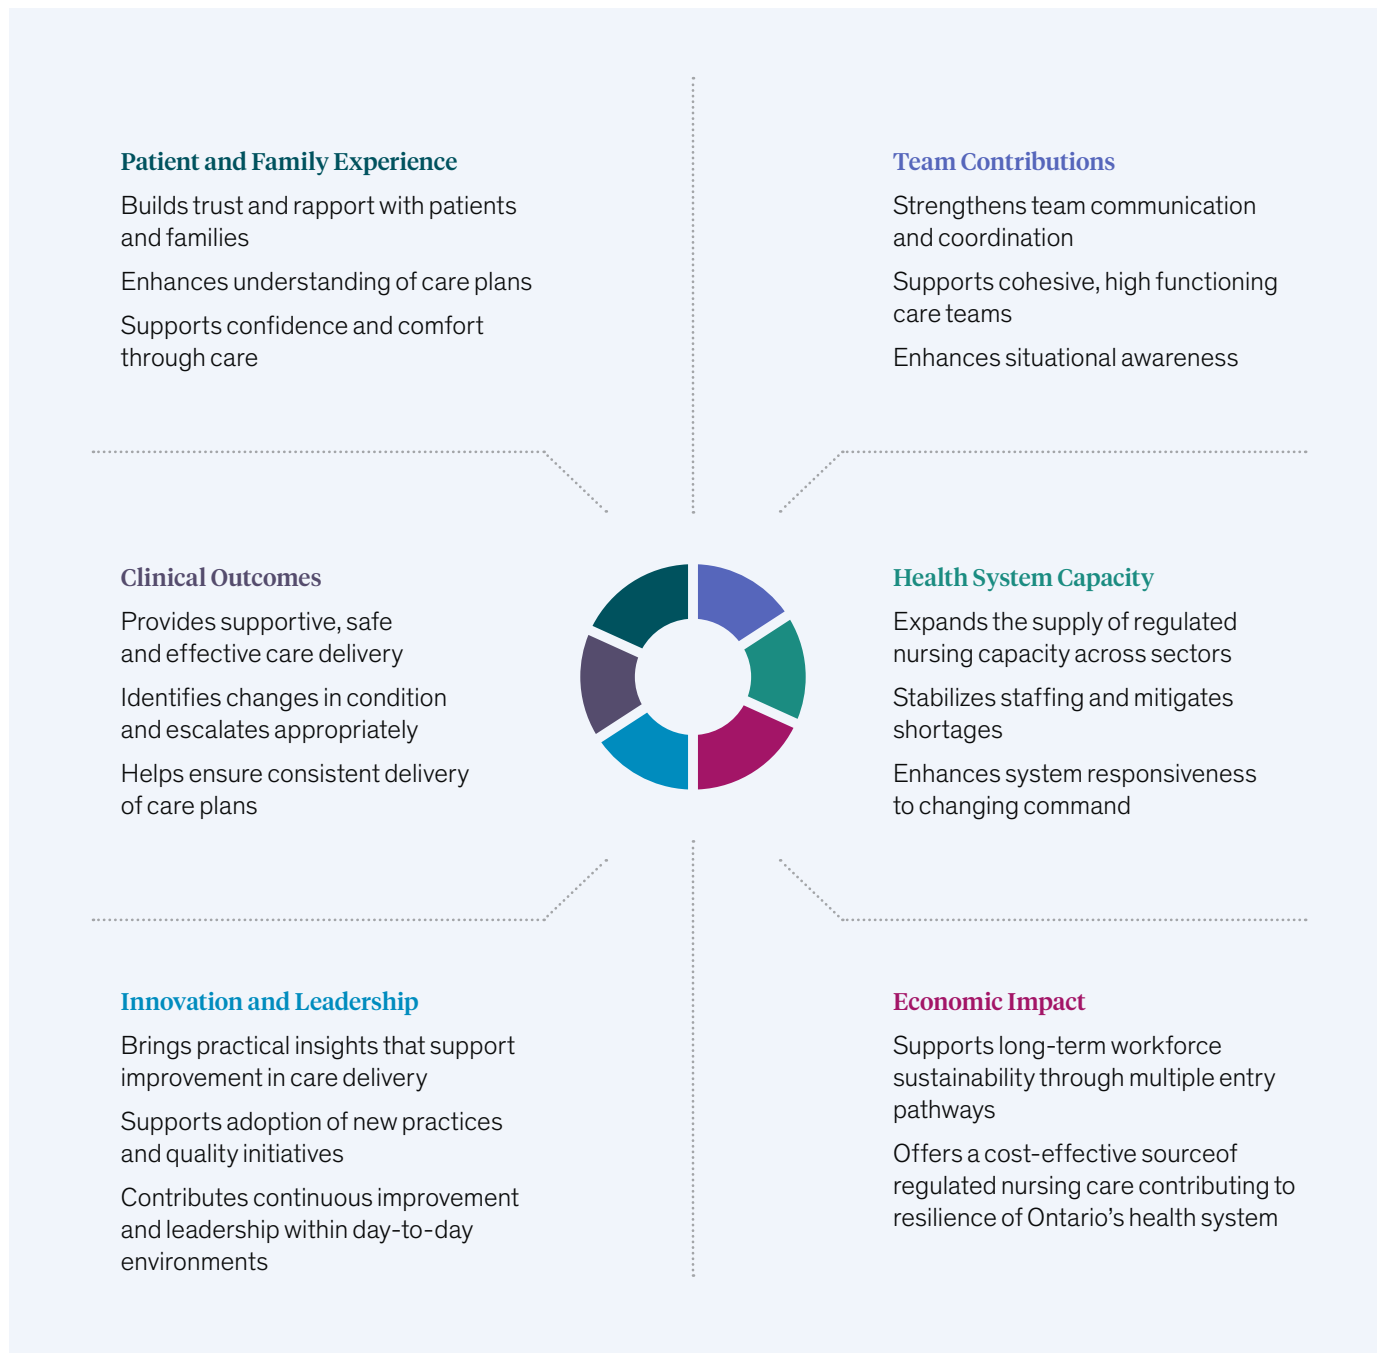 Patient and Family Experience
Builds trust and rapport with patients
and families
Enhances understanding of care plans
Supports confidence and comfort
through care
Team Contributions
Strengthens team communication
and coordination
Supports cohesive, high functioning
care teams
Enhances situational awareness
Clinical Outcomes
Provides supportive, safe
and effective care delivery
Identifies changes in condition
and escalates appropriately
Helps ensure consistent delivery
of care plans
Health System Capacity
Expands the supply of regulated
nursing capacity across sectors
Stabilizes staffing and mitigates
shortages
Enhances system responsiveness
to changing command
Innovation and Leadership
Brings practical insights that support
improvement in care delivery
Supports adoption of new practices
and quality initiatives
Contributes continuous improvement
and leadership within day-to-day
environments
Economic Impact
Supports long-term workforce
sustainability through multiple entry
pathways
Offers a cost-effective sourceof
regulated nursing care contributing to
resilience of Ontario’s health system